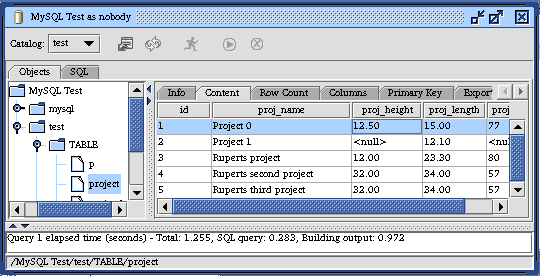 MySQL Test as nobody
Catalog: test
Objects SQL
Info Content Row Count Columns Primary Key Export
MySQL Test
mysql
test
TABLE
p
project
id proj_name proj_height proj_length proj
1 Project 0 12.50 15.00 77
2 Project 1 <null> 12.10 <nul
3 Ruperts project 12.00 23.30 80
4 Ruperts second project 32.00 34.00 57
5 Ruperts third project 32.00 34.00 57
Query 1 elapsed time (seconds) - Total: 1.255, SQL query: 0.283, Building output: 0.972
/MySQL Test/test/TABLE/project